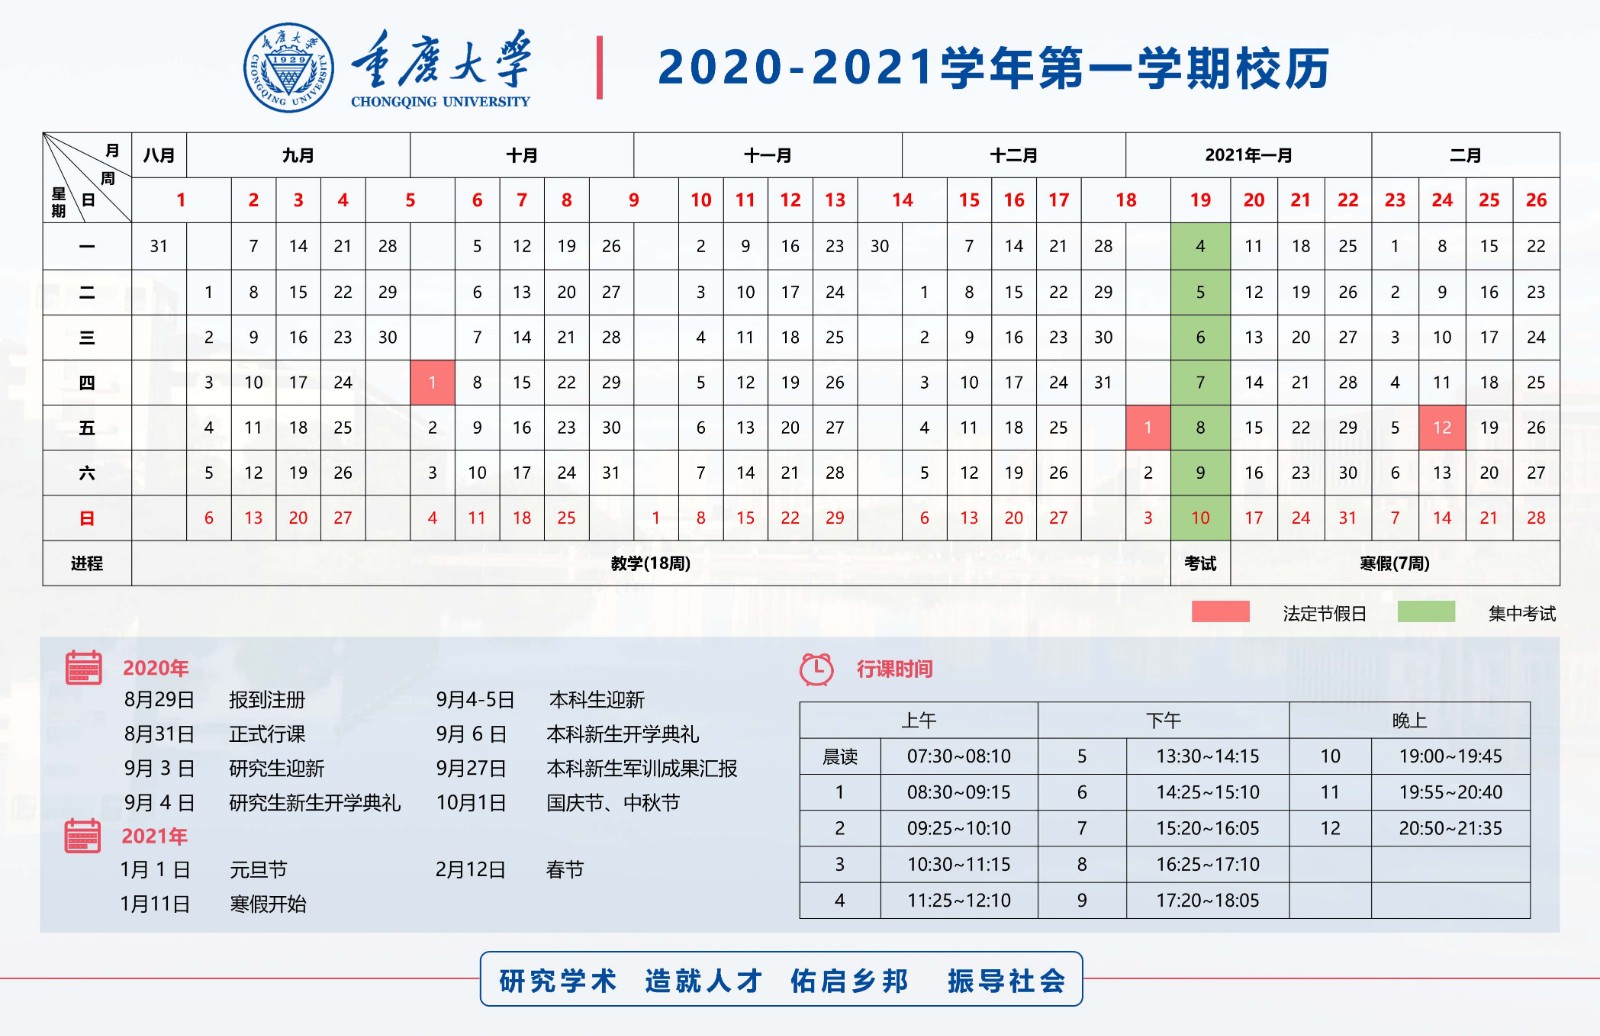 重庆大学
CHONGQING UNIVERSITY
1929
CHONGQING UNIVERSITY
2020-2021学年第一学期校历
月 周 日 星期
八月 九月 十月 十一月 十二月 2021年一月 二月
1 2 3 4 5 6 7 8 9 10 11 12 13 14 15 16 17 18 19 20 21 22 23 24 25 26
一 31 7 14 21 28 5 12 19 26 2 9 16 23 30 7 14 21 28 4 11 18 25 1 8 15 22
二 1 8 15 22 29 6 13 20 27 3 10 17 24 1 8 15 22 29 5 12 19 26 2 9 16 23
三 2 9 16 23 30 7 14 21 28 4 11 18 25 2 9 16 23 30 6 13 20 27 3 10 17 24
四 3 10 17 24 1 8 15 22 29 5 12 19 26 3 10 17 24 31 7 14 21 28 4 11 18 25
五 4 11 18 25 2 9 16 23 30 6 13 20 27 4 11 18 25 1 8 15 22 29 5 12 19 26
六 5 12 19 26 3 10 17 24 31 7 14 21 28 5 12 19 26 2 9 16 23 30 6 13 20 27
日 6 13 20 27 4 11 18 25 1 8 15 22 29 6 13 20 27 3 10 17 24 31 7 14 21 28
进程 教学(18周) 考试 寒假(7周)
法定节假日 集中考试
2020年
8月29日 报到注册 9月4-5日 本科生迎新
8月31日 正式行课 9月 6 日 本科新生开学典礼
9月 3 日 研究生迎新 9月27日 本科新生军训成果汇报
9月 4 日 研究生新生开学典礼 10月1日 国庆节、中秋节
2021年
1月 1 日 元旦节 2月12日 春节
1月11日 寒假开始
行课时间
上午 下午 晚上
晨读 07:30~08:10 5 13:30~14:15 10 19:00~19:45
1 08:30~09:15 6 14:25~15:10 11 19:55~20:40
2 09:25~10:10 7 15:20~16:05 12 20:50~21:35
3 10:30~11:15 8 16:25~17:10
4 11:25~12:10 9 17:20~18:05
研究学术 造就人才 佑启乡邦 振导社会